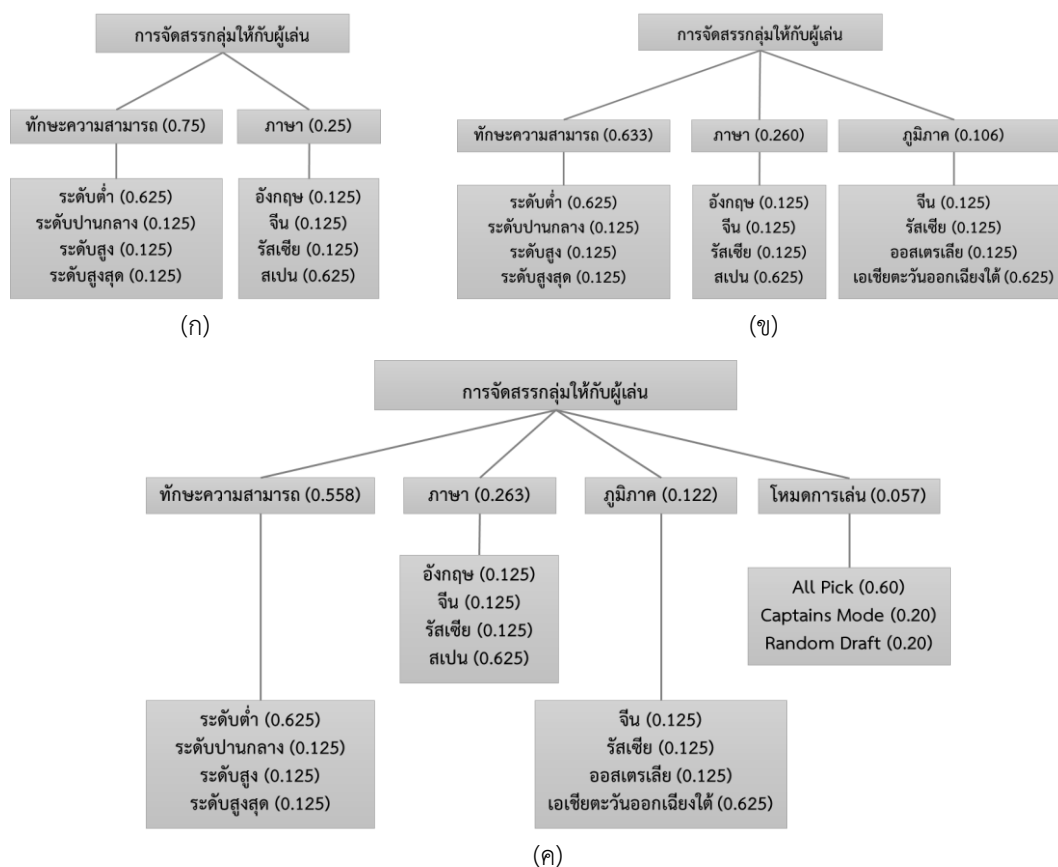 การจัดสรรกลุ่มให้กับผู้เล่น
ทักษะความสามารถ (0.75)
ภาษา (0.25)
ระดับต่ำ (0.625)
ระดับปานกลาง (0.125)
ระดับสูง (0.125)
ระดับสูงสุด (0.125)
อังกฤษ (0.125)
จีน (0.125)
รัสเซีย (0.125)
สเปน (0.625)
(ก)
การจัดสรรกลุ่มให้กับผู้เล่น
ทักษะความสามารถ (0.633)
ภาษา (0.260)
ภูมิภาค (0.106)
ระดับต่ำ (0.625)
ระดับปานกลาง (0.125)
ระดับสูง (0.125)
ระดับสูงสุด (0.125)
อังกฤษ (0.125)
จีน (0.125)
รัสเซีย (0.125)
สเปน (0.625)
จีน (0.125)
รัสเซีย (0.125)
ออสเตรเลีย (0.125)
เอเชียตะวันออกเฉียงใต้ (0.625)
(ข)
การจัดสรรกลุ่มให้กับผู้เล่น
ทักษะความสามารถ (0.558)
ภาษา (0.263)
ภูมิภาค (0.122)
โหมดการเล่น (0.057)
อังกฤษ (0.125)
จีน (0.125)
รัสเซีย (0.125)
สเปน (0.625)
All Pick (0.60)
Captains Mode (0.20)
Random Draft (0.20)
ระดับต่ำ (0.625)
ระดับปานกลาง (0.125)
ระดับสูง (0.125)
ระดับสูงสุด (0.125)
จีน (0.125)
รัสเซีย (0.125)
ออสเตรเลีย (0.125)
เอเชียตะวันออกเฉียงใต้ (0.625)
(ค)